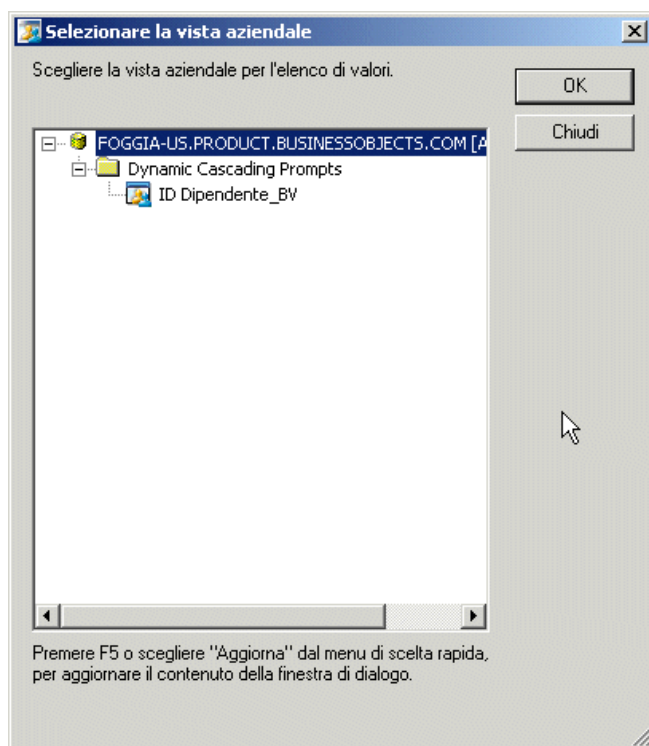 Selezionare la vista aziendale
Scegliere la vista aziendale per l'elenco di valori.
OK
Chiudi
FOGGIA-US.PRODUCT.BUSINESSOBJECTS.COM [A
Dynamic Cascading Prompts
ID Dipendente_BV
Premere F5 o scegliere "Aggiorna" dal menu di scelta rapida,
per aggiornare il contenuto della finestra di dialogo.